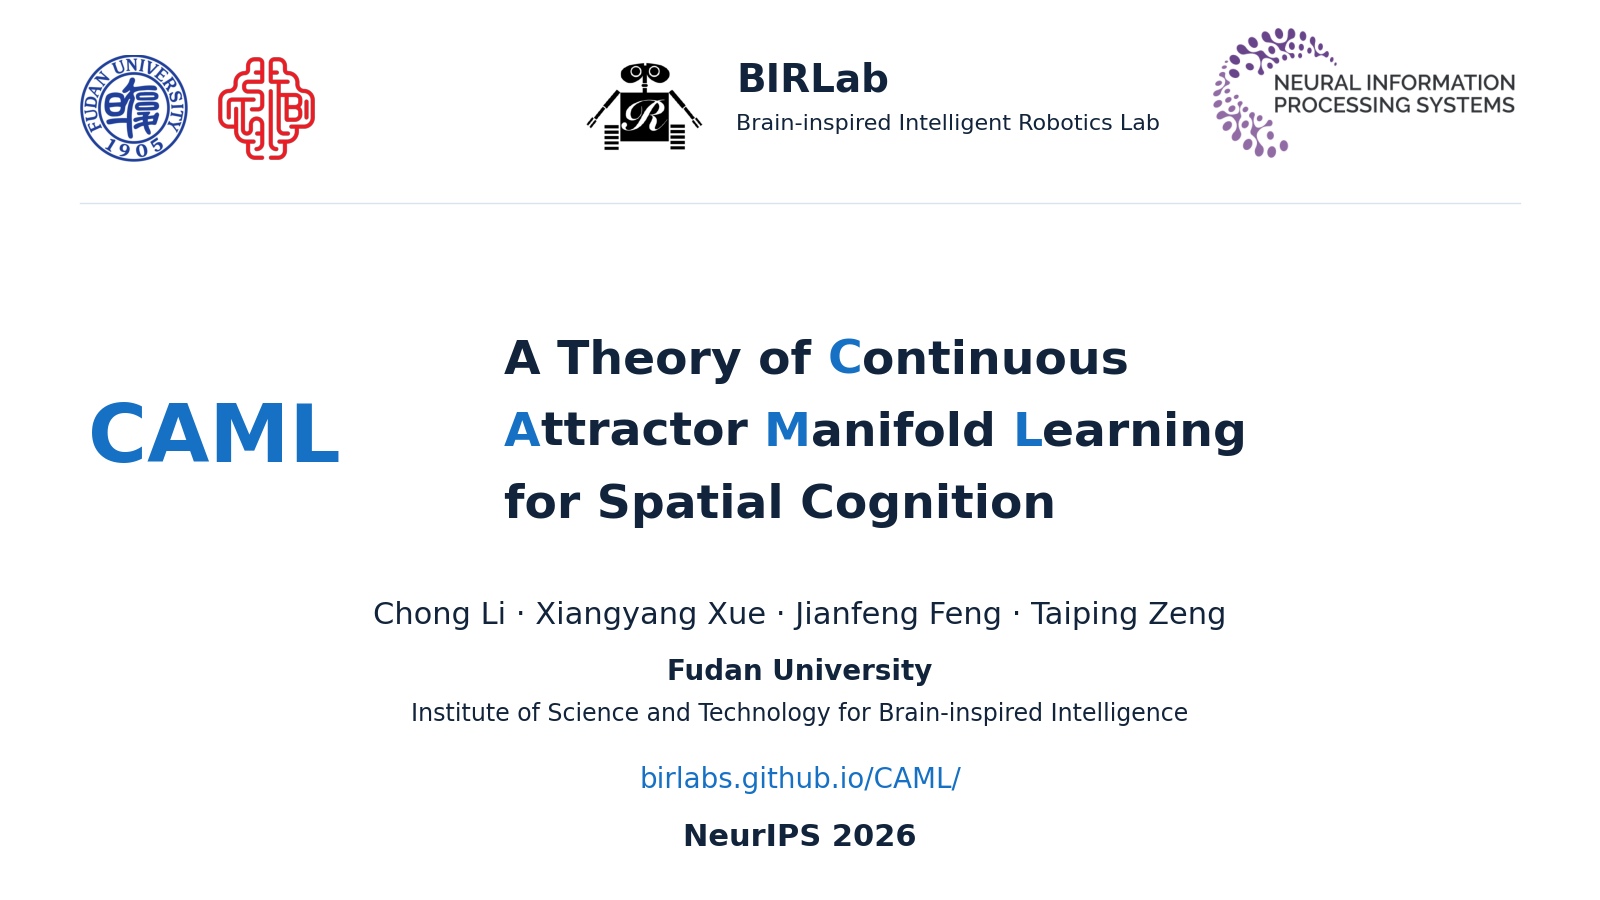 FUDAN UNIVERSITY
1905
R
BIRLab
Brain-inspired Intelligent Robotics Lab
NEURAL INFORMATION
PROCESSING SYSTEMS
CAML
A Theory of Continuous
Attractor Manifold Learning
for Spatial Cognition
Chong Li · Xiangyang Xue · Jianfeng Feng · Taiping Zeng
Fudan University
Institute of Science and Technology for Brain-inspired Intelligence
birlabs.github.io/CAML/
NeurIPS 2026